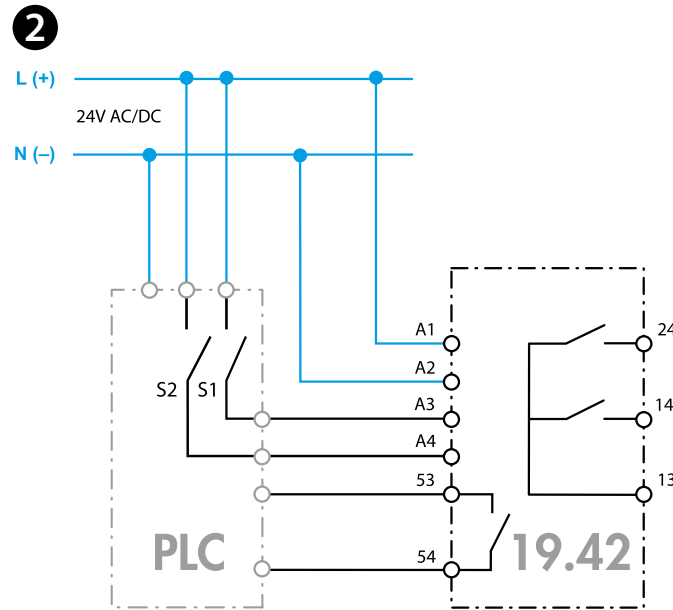 2
L (+)
24V AC/DC
N (–)
A1
24
A2
S2 S1
A3
14
A4
53
13
PLC
54
19.42